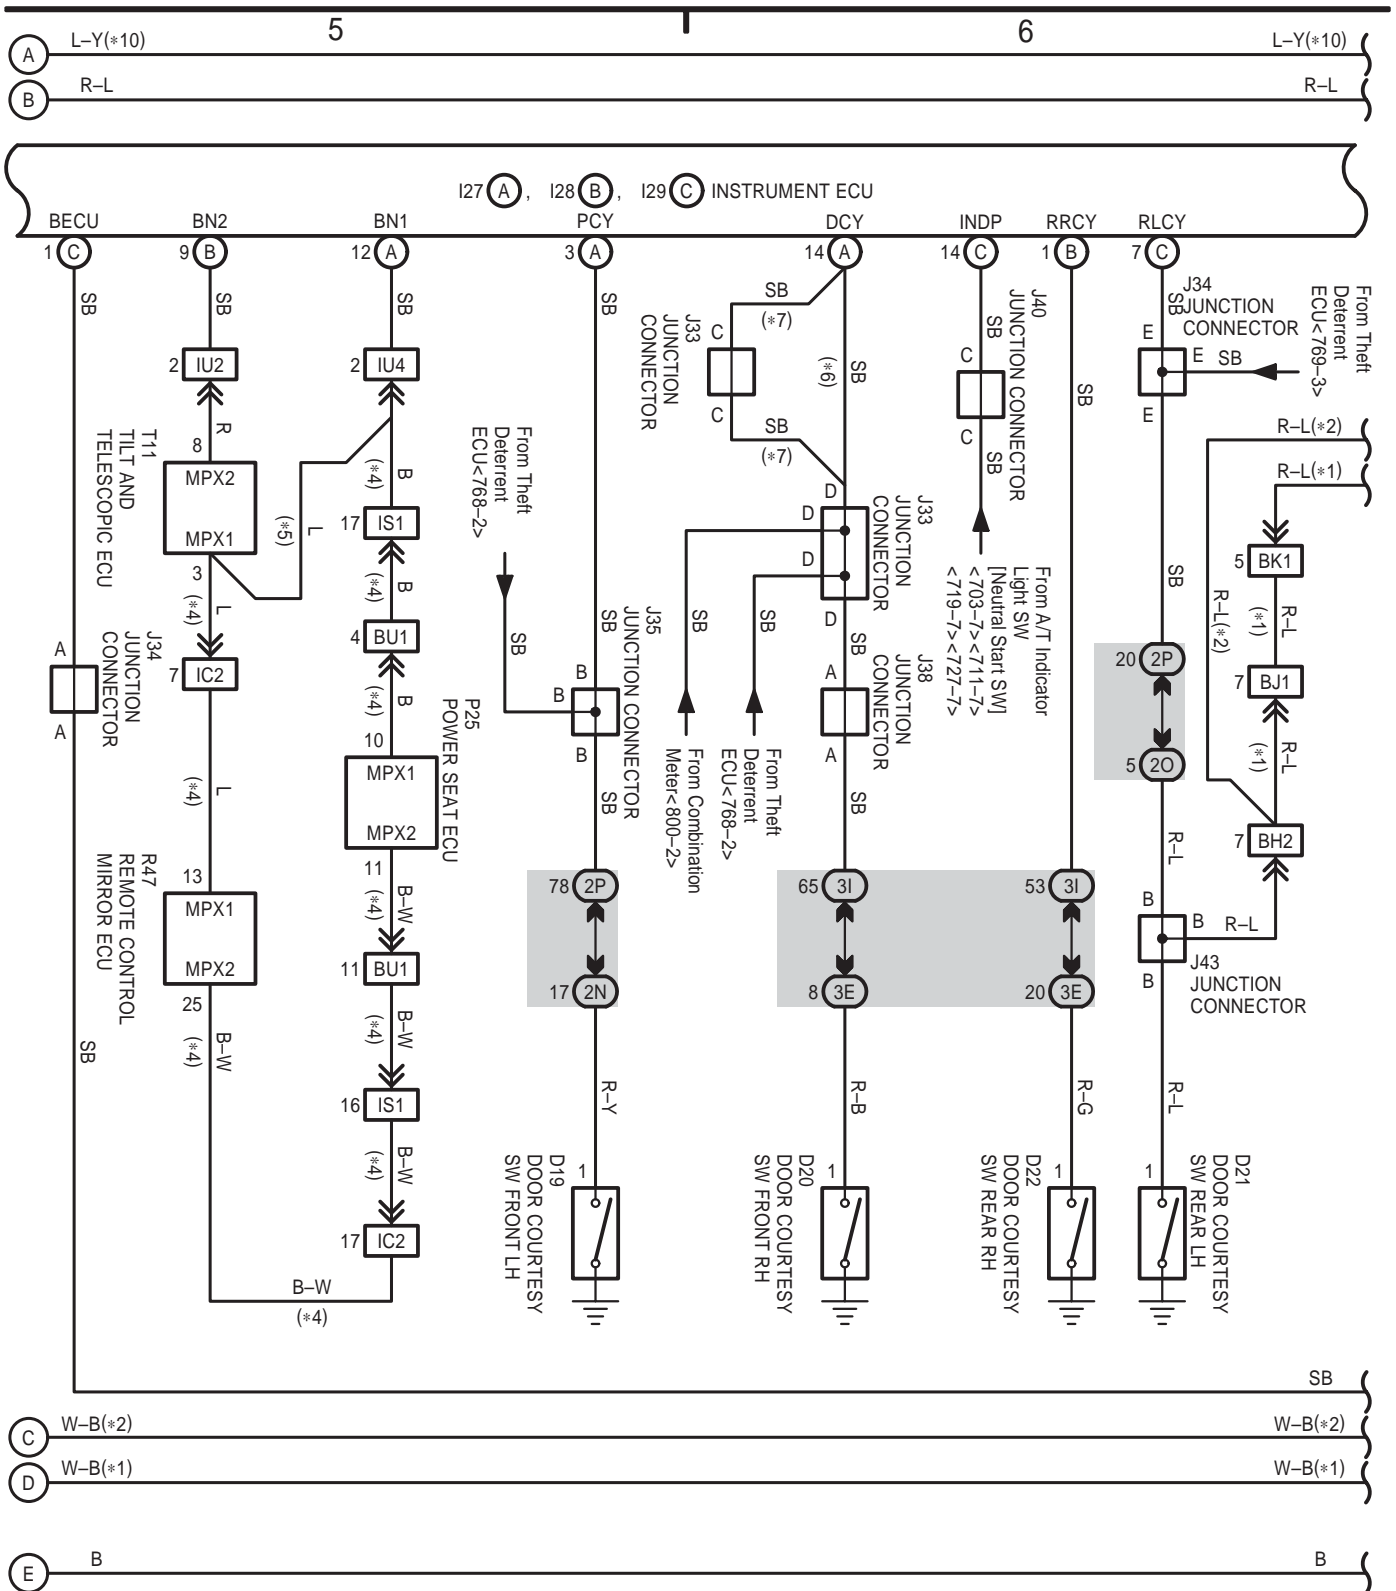 5
6
A
L–Y(*10)
L–Y(*10)
B
R–L
R–L
I27 A , I28 B , I29 C INSTRUMENT ECU
BECU
BN2
BN1
PCY
DCY
INDP
RRCY
RLCY
1 C
9 B
12 A
3 A
14 A
14 C
1 B
7 C
SB
SB
SB
SB
SB
(*7)
SB
(*6)
SB
SB
SB
J34
JUNCTION
CONNECTOR
From Theft
Deterrent
ECU<769–3>
J33
JUNCTION
CONNECTOR
J40
JUNCTION CONNECTOR
C
C
SB
(*7)
C
C
SB
E
E
SB
E
2 IU2
2 IU4
R
8
T11
TILT AND
TELESCOPIC ECU
MPX2
MPX1
3
L
(*4)
L
(*5)
B
(*4)
17 IS1
B
(*4)
4 BU1
B
(*4)
10
P25
POWER SEAT ECU
MPX1
MPX2
11
From Theft
Deterrent
ECU<768–2>
SB
SB
J35
JUNCTION CONNECTOR
B
B
B
SB
D
D
D
D
J33
JUNCTION
CONNECTOR
SB
SB
SB
J38
JUNCTION
CONNECTOR
A
A
SB
From Combination
Meter<800–2>
From Theft
Deterrent
ECU<768–2>
From A/T Indicator
Light SW
[Neutral Start SW]
<703–7><711–7>
<719–7><727–7>
R–L(*2)
R–L(*1)
5 BK1
R–L
(*1)
7 BJ1
R–L
(*1)
7 BH2
R–L(*2)
SB
20 2P
5 2O
R–L
B
B
R–L
B
J43
JUNCTION
CONNECTOR
A
A
J34
JUNCTION
CONNECTOR
7 IC2
L
(*4)
13
R47
REMOTE CONTROL
MIRROR ECU
MPX1
MPX2
25
B–W
(*4)
SB
B–W
(*4)
11 BU1
B–W
(*4)
16 IS1
B–W
(*4)
17 IC2
B–W
(*4)
78 2P
17 2N
65 3I
8 3E
53 3I
20 3E
R–Y
R–B
R–G
R–L
D19
DOOR COURTESY
SW FRONT LH
1
D20
DOOR COURTESY
SW FRONT RH
1
D22
DOOR COURTESY
SW REAR RH
1
D21
DOOR COURTESY
SW REAR LH
1
SB
C
W–B(*2)
W–B(*2)
D
W–B(*1)
W–B(*1)
E
B
B